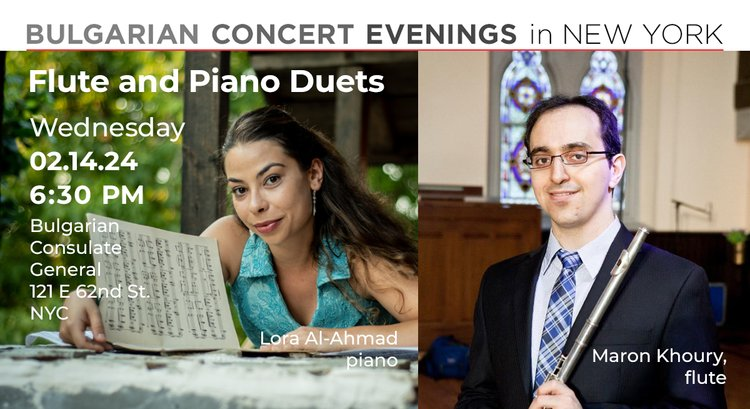 BULGARIAN CONCERT EVENINGS in NEW YORK
Flute and Piano Duets
Wednesday
02.14.24
6:30 PM
Bulgarian
Consulate
General
121 E 62nd St.
NYC
Lora Al-Ahmad
piano
Maron Khoury,
flute